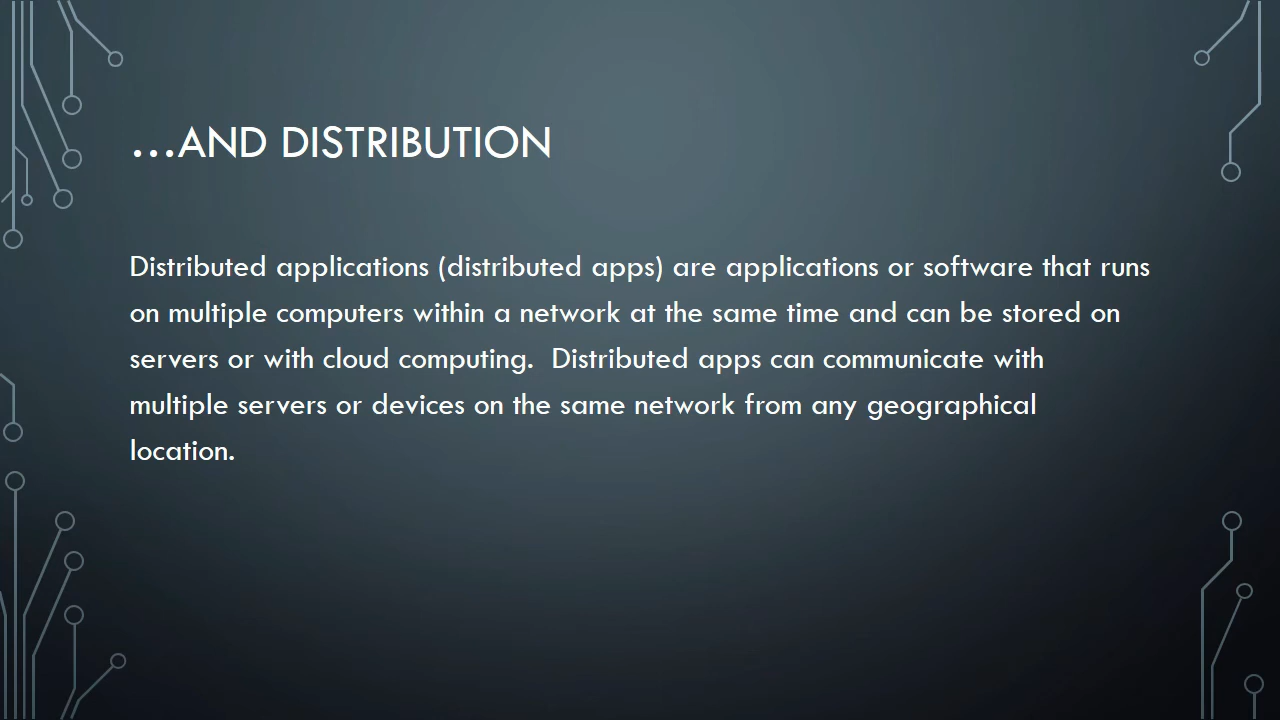 ...AND DISTRIBUTION
Distributed applications (distributed apps) are applications or software that runs
on multiple computers within a network at the same time and can be stored on
servers or with cloud computing.  Distributed apps can communicate with
multiple servers or devices on the same network from any geographical
location.